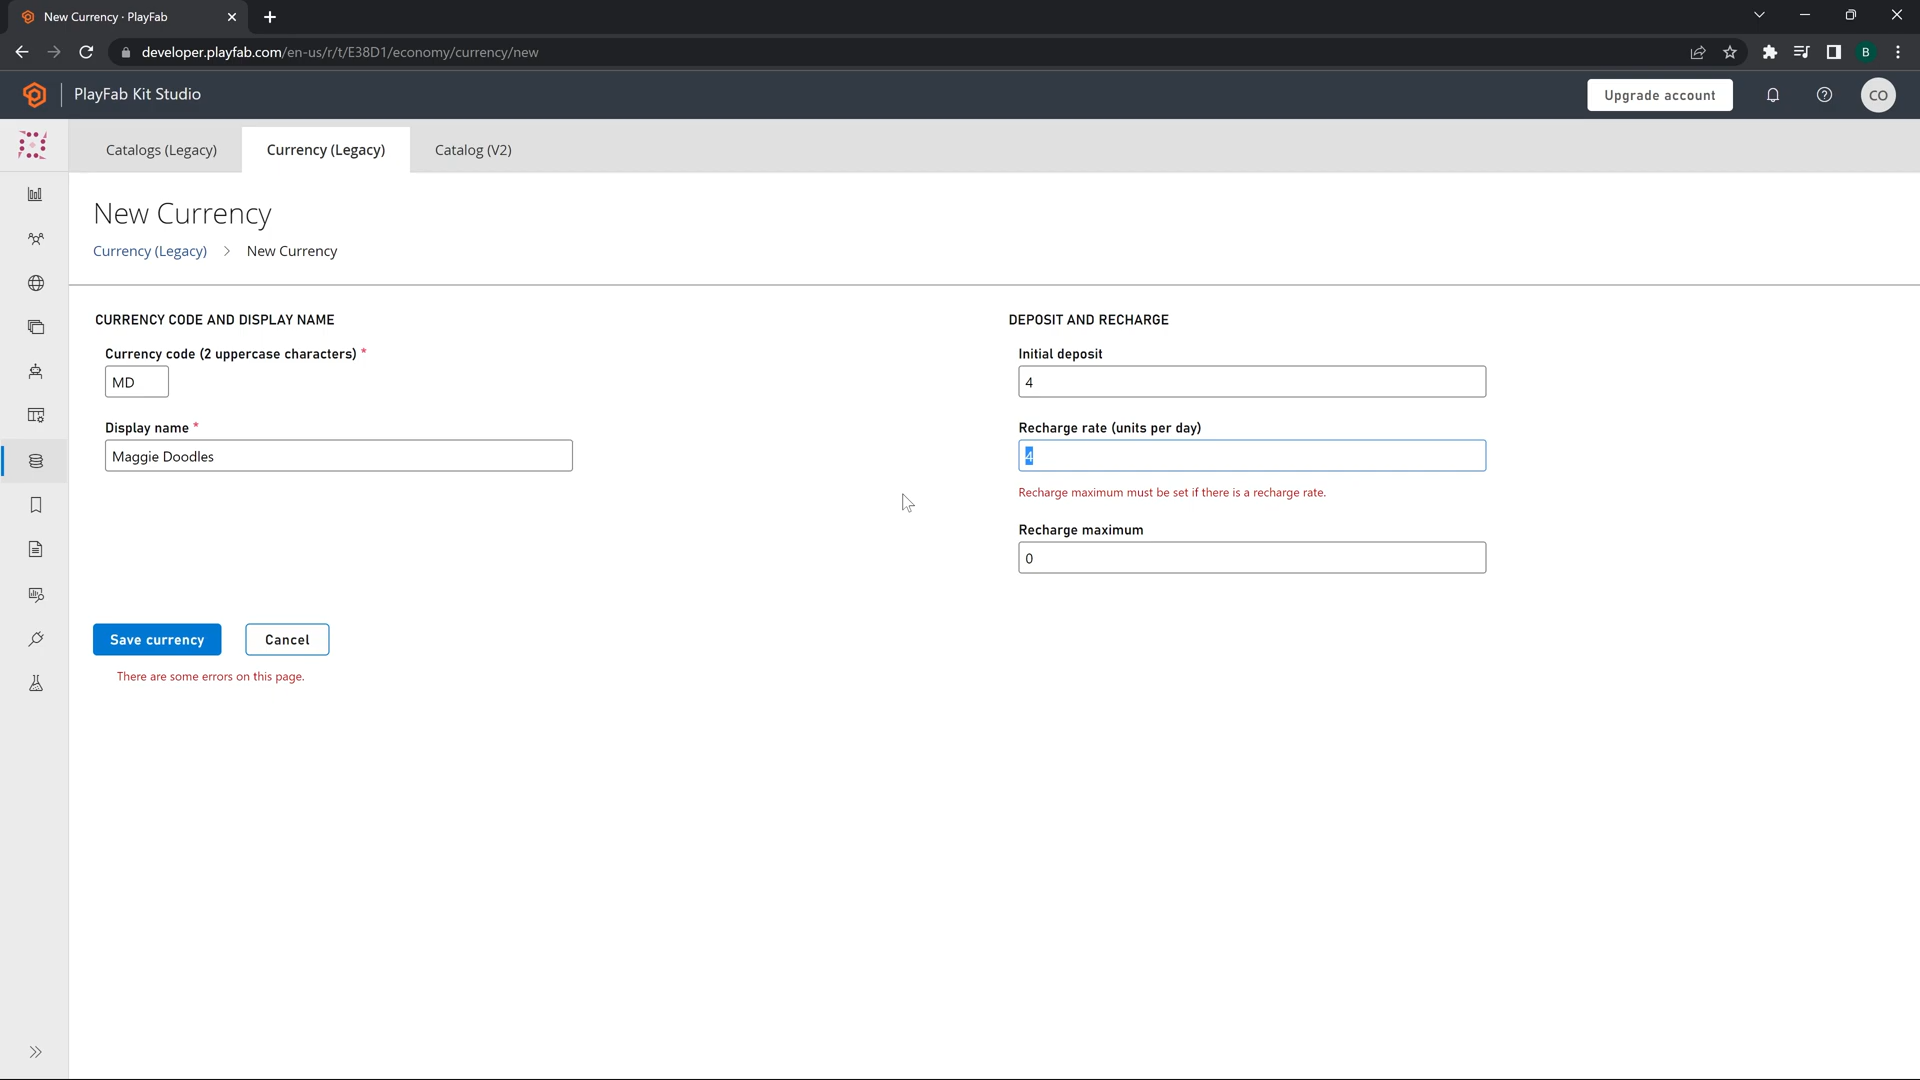 New Currency · PlayFab
developer.playfab.com/en-us/r/t/E38D1/economy/currency/new
B
PlayFab Kit Studio
Upgrade account
CO
Catalogs (Legacy)
Currency (Legacy)
Catalog (V2)
New Currency
Currency (Legacy) > New Currency
CURRENCY CODE AND DISPLAY NAME
Currency code (2 uppercase characters) *
MD
Display name *
Maggie Doodles
DEPOSIT AND RECHARGE
Initial deposit
4
Recharge rate (units per day)
4
Recharge maximum must be set if there is a recharge rate.
Recharge maximum
0
Save currency
Cancel
There are some errors on this page.